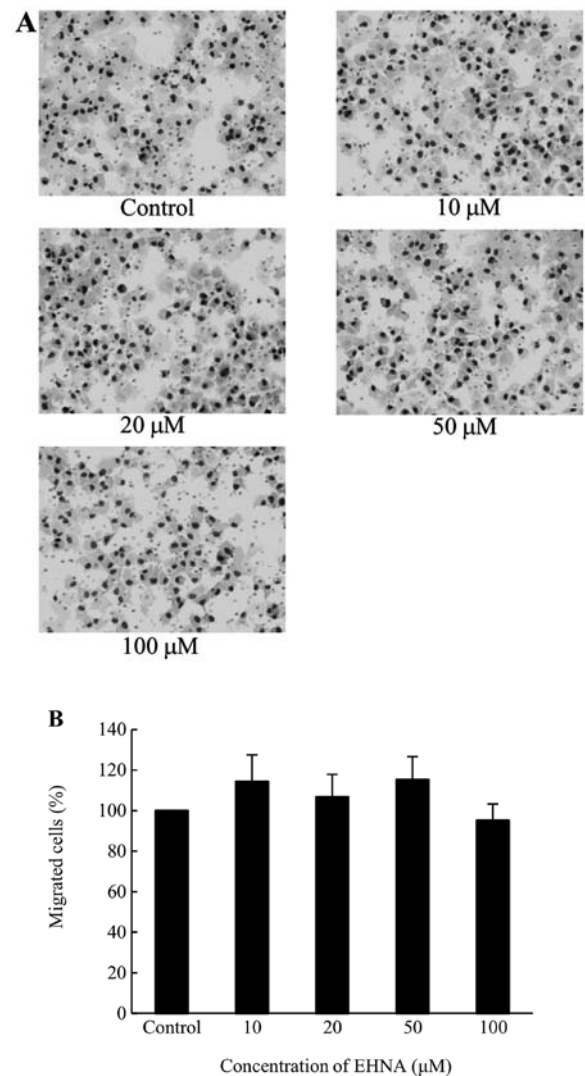 A
Control
10 µM
20 µM
50 µM
100 µM
B
140
120
100
80
60
40
20
0
Migrated cells (%)
Control 10 20 50 100
Concentration of EHNA (µM)